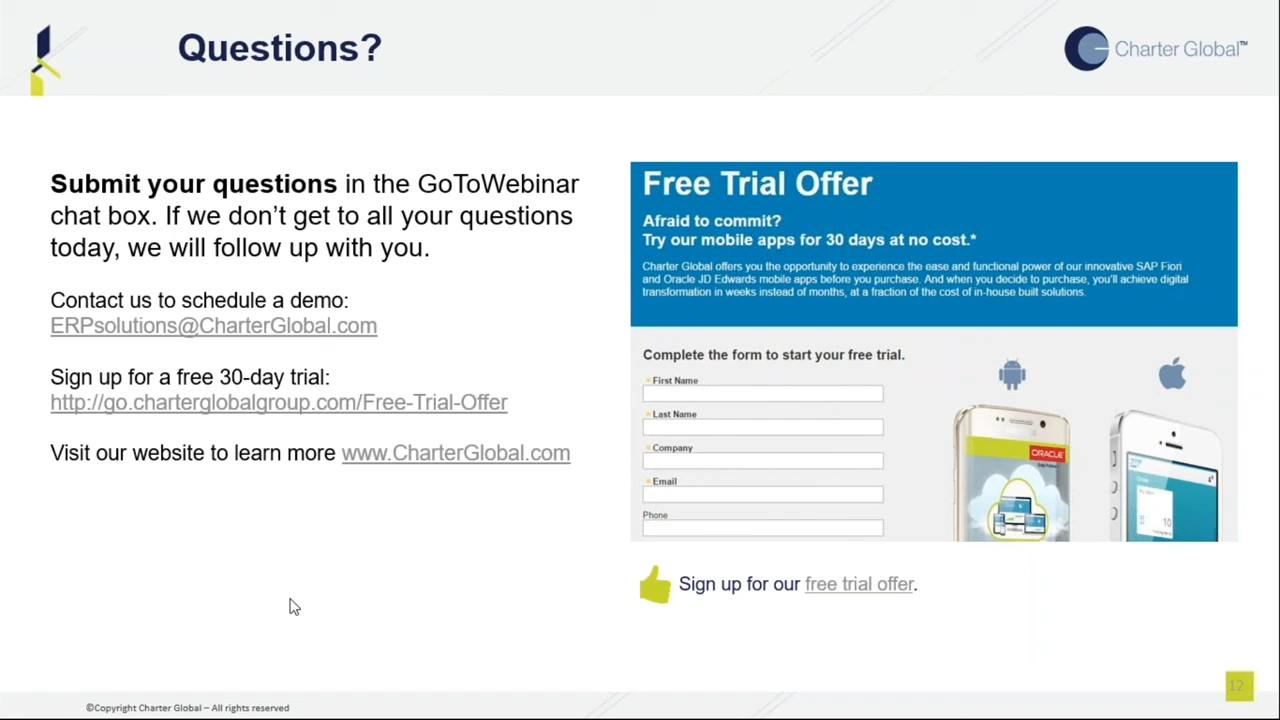 Questions?
Charter Global™
Submit your questions in the GoToWebinar
chat box. If we don’t get to all your questions
today, we will follow up with you.
Contact us to schedule a demo:
ERPsolutions@CharterGlobal.com
Sign up for a free 30-day trial:
http://go.charterglobalgroup.com/Free-Trial-Offer
Visit our website to learn more www.CharterGlobal.com
Free Trial Offer
Afraid to commit?
Try our mobile apps for 30 days at no cost.*
Charter Global offers you the opportunity to experience the ease and functional power of our innovative SAP Fiori
and Oracle JD Edwards mobile apps before you purchase. And when you decide to purchase, you'll achieve digital
transformation in weeks instead of months, at a fraction of the cost of in-house built solutions.
Complete the form to start your free trial.
* First Name
* Last Name
* Company
* Email
Phone
ORACLE
10
Sign up for our free trial offer.
12
©Copyright Charter Global – All rights reserved